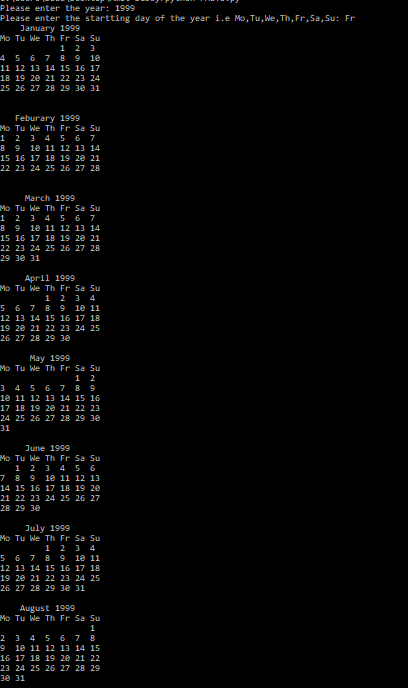 Please enter the year: 1999
Please enter the startting day of the year i.e Mo,Tu,We,Th,Fr,Sa,Su: Fr
January 1999
Mo Tu We Th Fr Sa Su
1 2 3
4 5 6 7 8 9 10
11 12 13 14 15 16 17
18 19 20 21 22 23 24
25 26 27 28 29 30 31
Feburary 1999
Mo Tu We Th Fr Sa Su
1 2 3 4 5 6 7
8 9 10 11 12 13 14
15 16 17 18 19 20 21
22 23 24 25 26 27 28
March 1999
Mo Tu We Th Fr Sa Su
1 2 3 4 5 6 7
8 9 10 11 12 13 14
15 16 17 18 19 20 21
22 23 24 25 26 27 28
29 30 31
April 1999
Mo Tu We Th Fr Sa Su
1 2 3 4
5 6 7 8 9 10 11
12 13 14 15 16 17 18
19 20 21 22 23 24 25
26 27 28 29 30
May 1999
Mo Tu We Th Fr Sa Su
1 2
3 4 5 6 7 8 9
10 11 12 13 14 15 16
17 18 19 20 21 22 23
24 25 26 27 28 29 30
31
June 1999
Mo Tu We Th Fr Sa Su
1 2 3 4 5 6
7 8 9 10 11 12 13
14 15 16 17 18 19 20
21 22 23 24 25 26 27
28 29 30
July 1999
Mo Tu We Th Fr Sa Su
1 2 3 4
5 6 7 8 9 10 11
12 13 14 15 16 17 18
19 20 21 22 23 24 25
26 27 28 29 30 31
August 1999
Mo Tu We Th Fr Sa Su
1
2 3 4 5 6 7 8
9 10 11 12 13 14 15
16 17 18 19 20 21 22
23 24 25 26 27 28 29
30 31